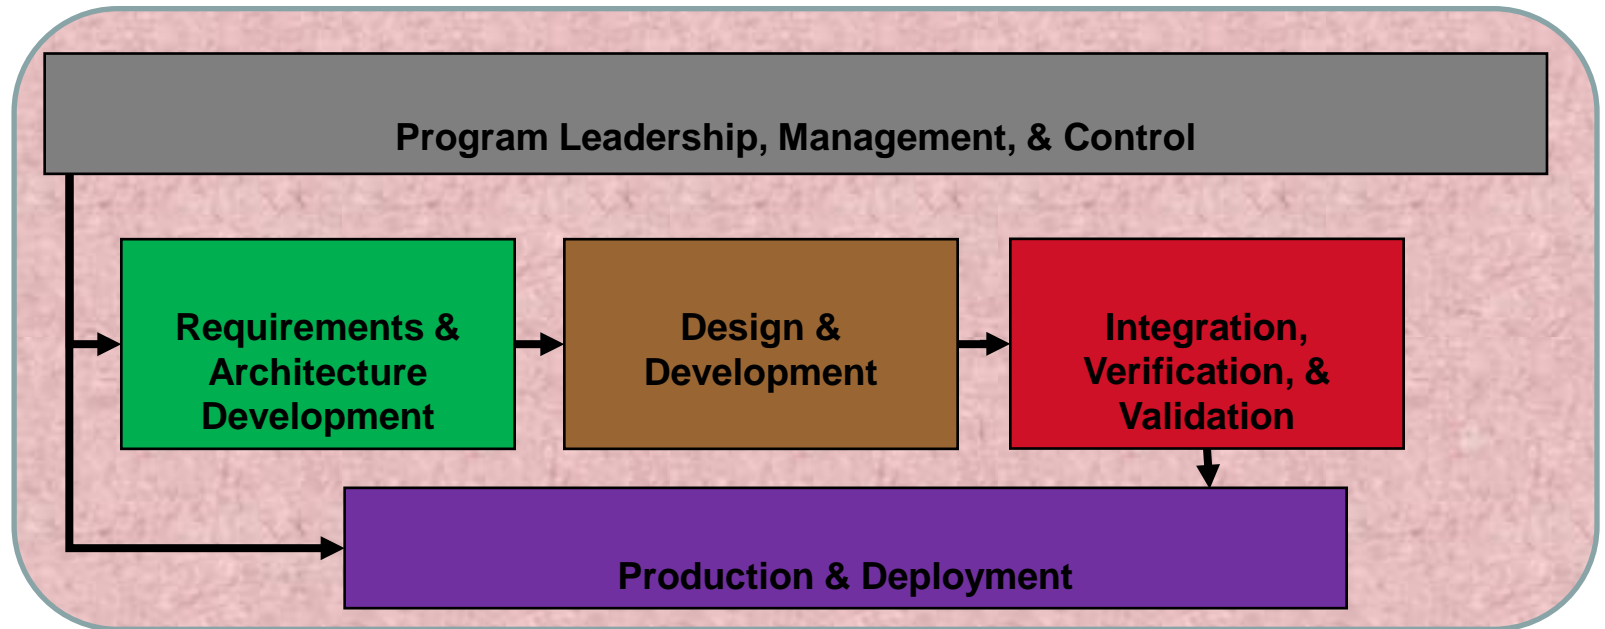 Program Leadership, Management, & Control
Requirements &
Architecture
Development
Design &
Development
Integration,
Verification, &
Validation
Production & Deployment